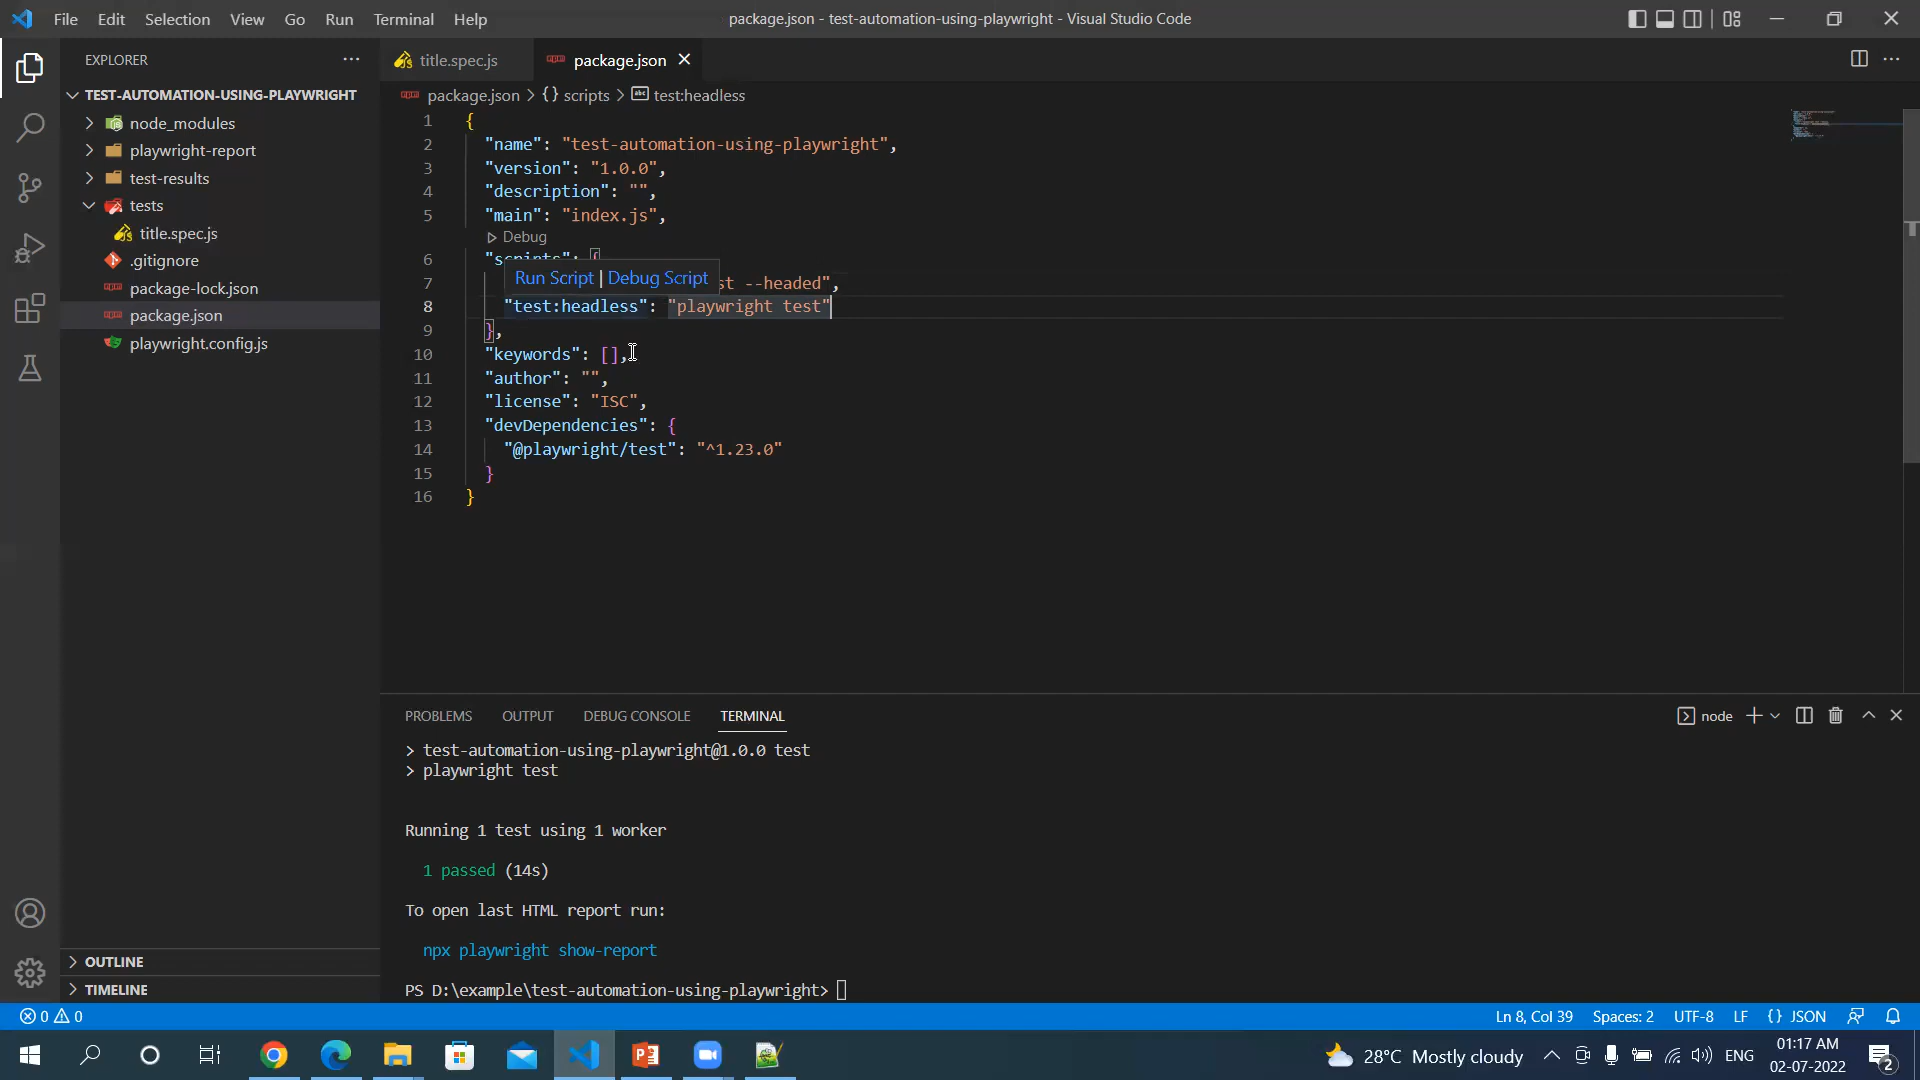 File Edit Selection View Go Run Terminal Help
package.json - test-automation-using-playwright - Visual Studio Code
EXPLORER
TEST-AUTOMATION-USING-PLAYWRIGHT
node_modules
playwright-report
test-results
tests
title.spec.js
.gitignore
package-lock.json
package.json
playwright.config.js
OUTLINE
TIMELINE
title.spec.js
package.json
package.json > {} scripts > test:headless
1 {
2 "name": "test-automation-using-playwright",
3 "version": "1.0.0",
4 "description": "",
5 "main": "index.js",
Debug
6 "scripts": {
Run Script | Debug Script
7 st --headed",
8 "test:headless": "playwright test"
9 },
10 "keywords": [],
11 "author": "",
12 "license": "ISC",
13 "devDependencies": {
14 "@playwright/test": "^1.23.0"
15 }
16 }
PROBLEMS OUTPUT DEBUG CONSOLE TERMINAL
node
> test-automation-using-playwright@1.0.0 test
> playwright test
Running 1 test using 1 worker
1 passed (14s)
To open last HTML report run:
npx playwright show-report
PS D:\example\test-automation-using-playwright>
0 0
Ln 8, Col 39 Spaces: 2 UTF-8 LF {} JSON
28°C Mostly cloudy
ENG
01:17 AM
02-07-2022
2